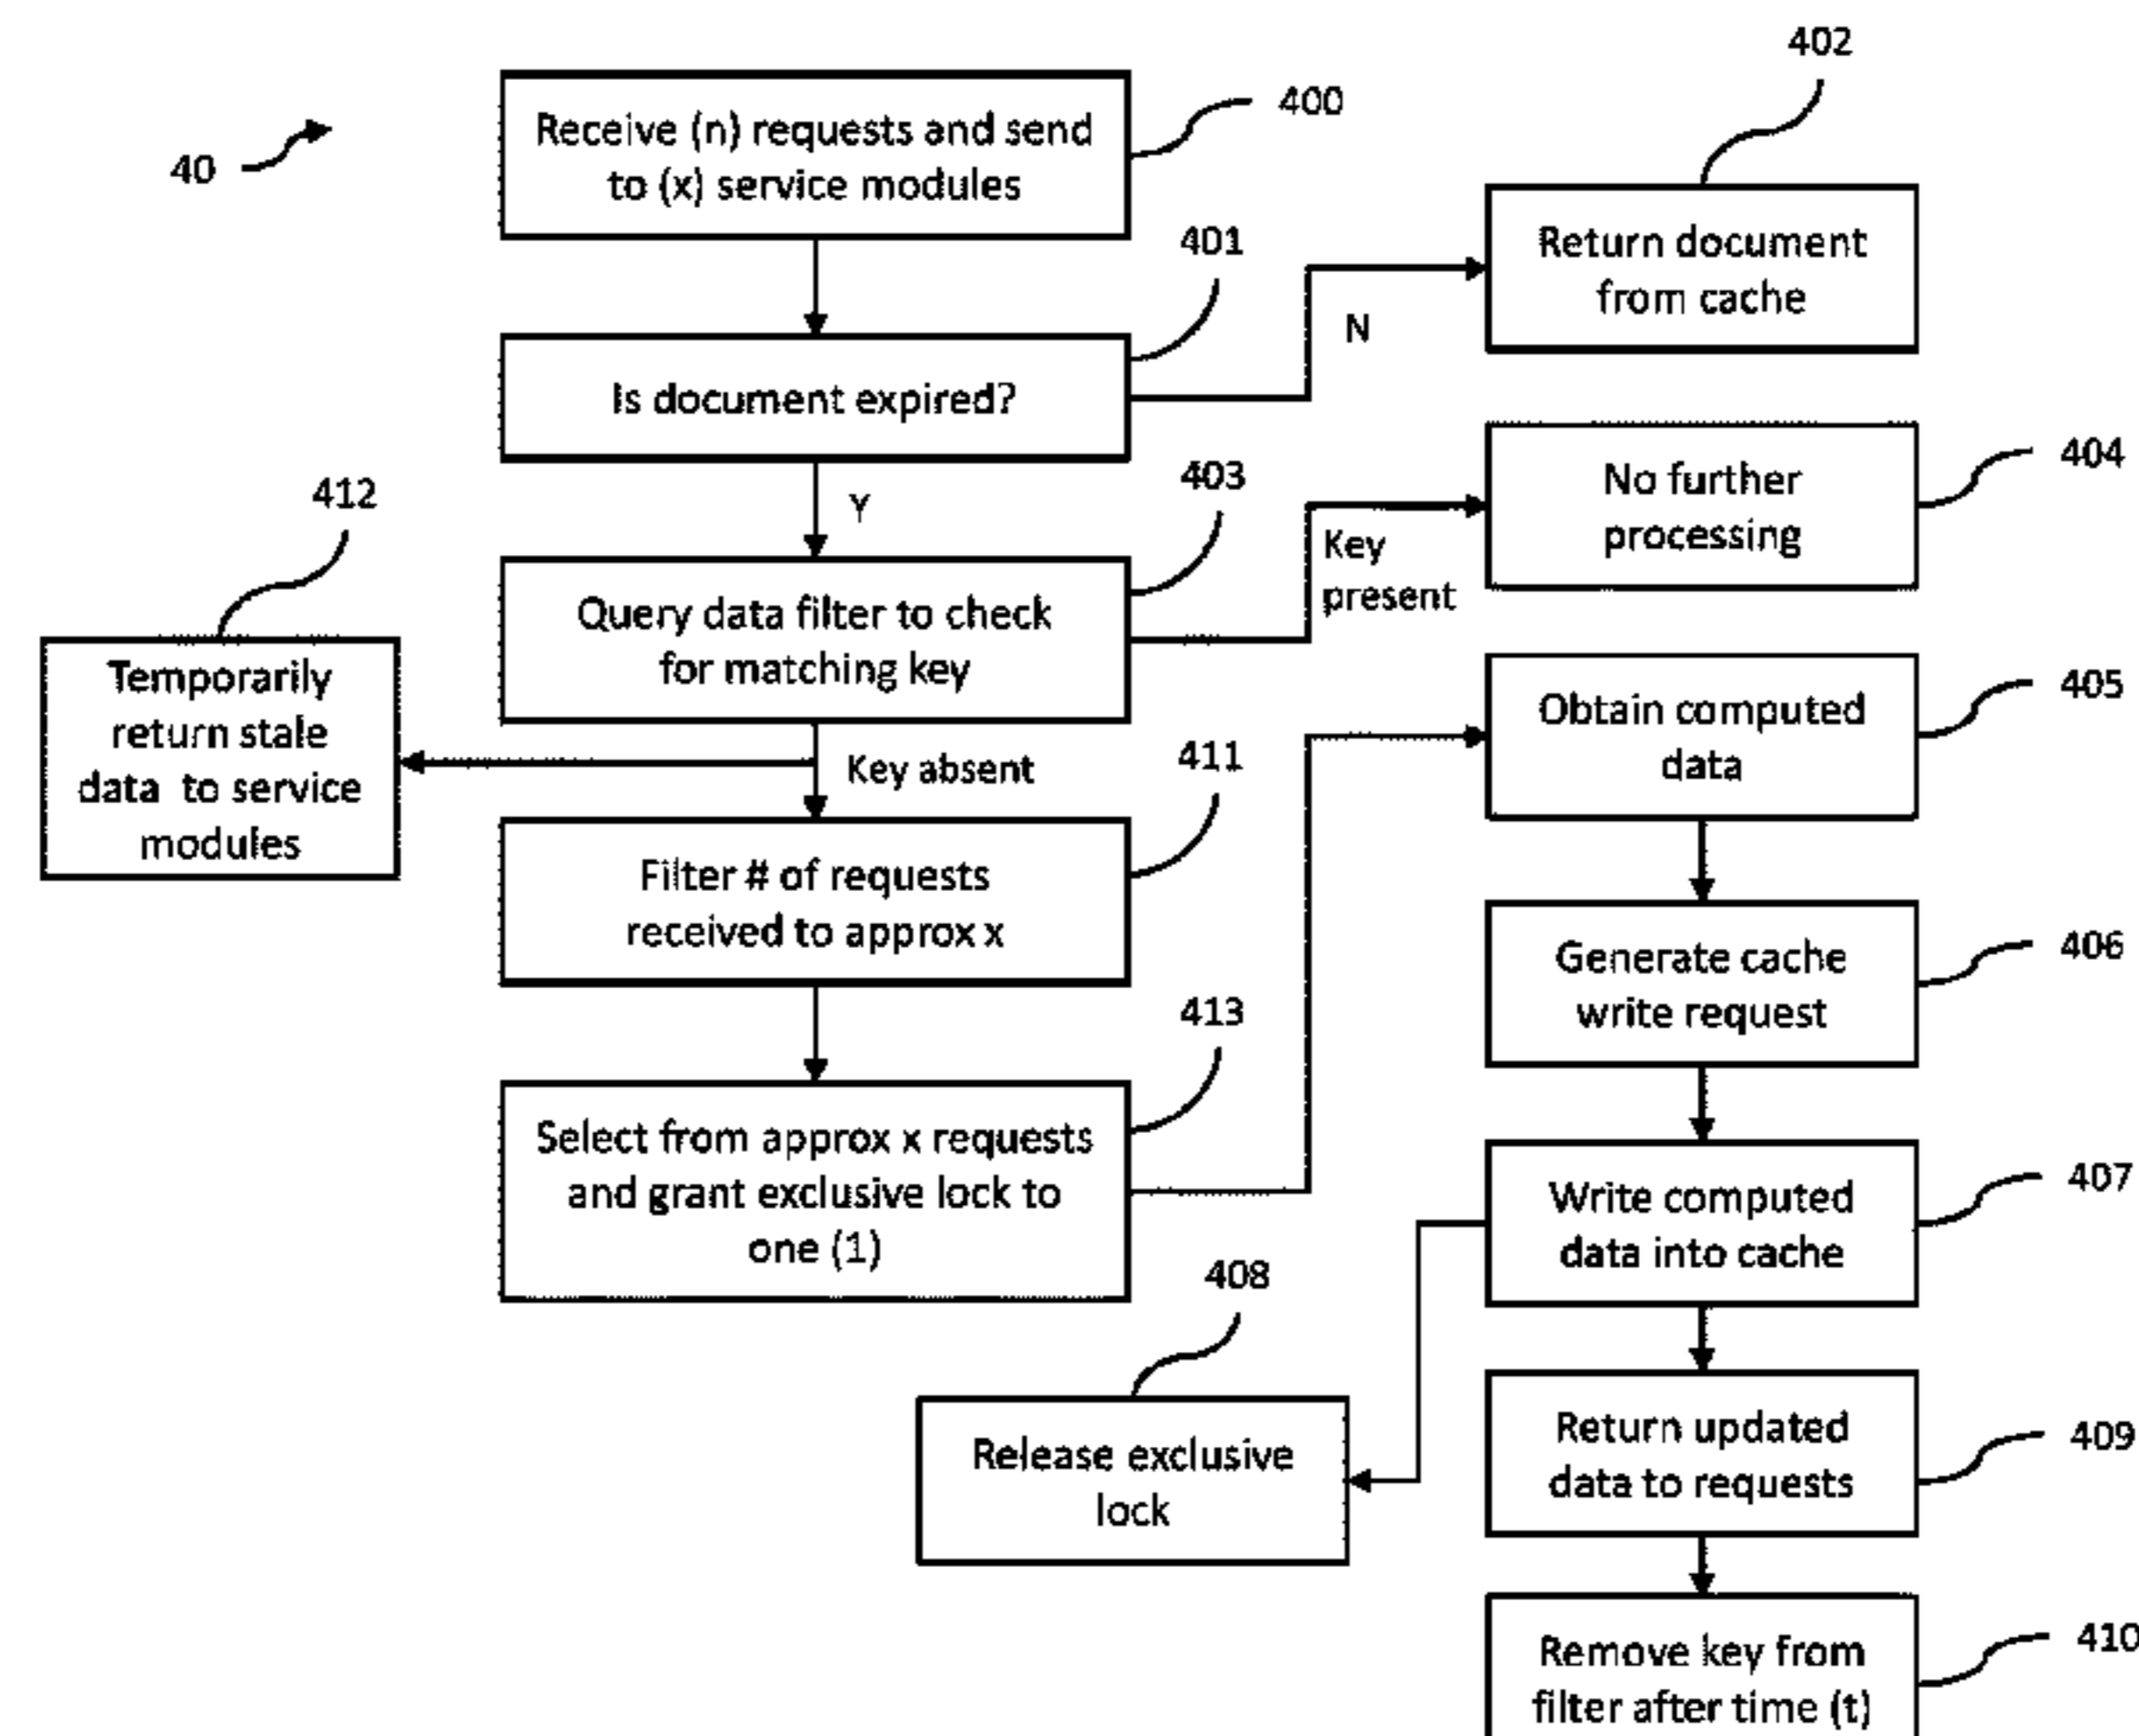 402
400
Receive (n) requests and send
to (x) service modules
40
Return document
from cache
401
N
Is document expired?
404
No further
processing
403
412
Y
Key
present
Query data filter to check
for matching key
Temporarily
return stale
data to service
modules
405
Obtain computed
data
Key absent
411
Filter # of requests
received to approx x
406
Generate cache
write request
413
Select from approx x requests
and grant exclusive lock to
one (1)
407
Write computed
data into cache
408
Release exclusive
lock
409
Return updated
data to requests
410
Remove key from
filter after time (t)